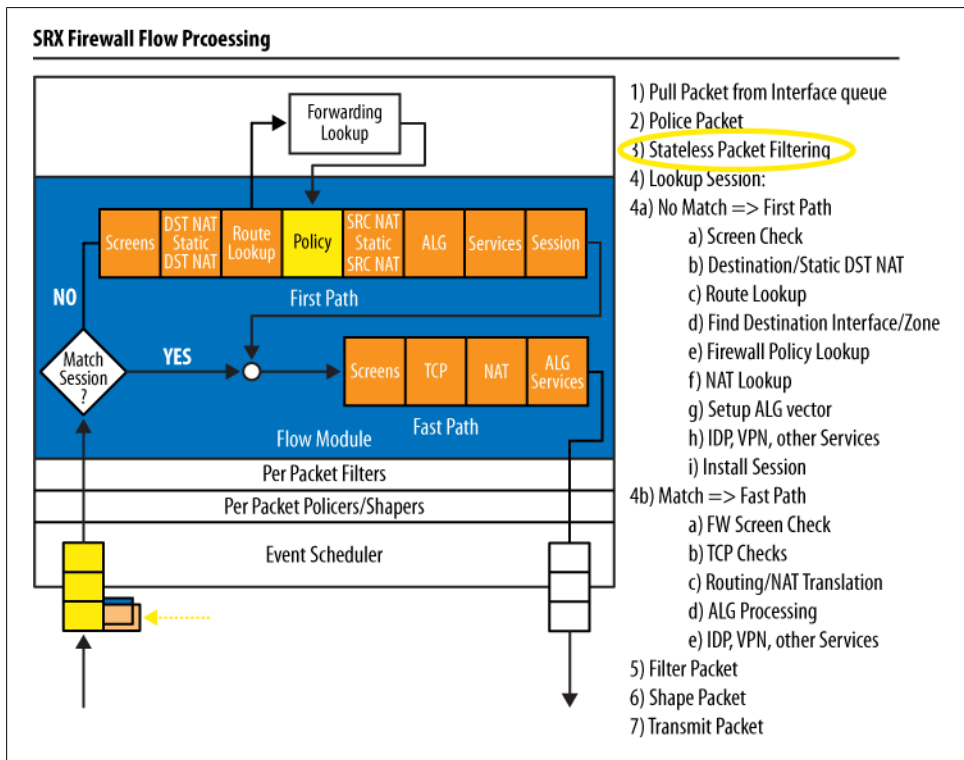 SRX Firewall Flow Prcoessing
Forwarding
Lookup
Screens
DST NAT
Static
DST NAT
Route
Lookup
Policy
SRC NAT
Static
SRC NAT
ALG
Services
Session
First Path
NO
Match
Session
?
YES
Screens
TCP
NAT
ALG
Services
Fast Path
Flow Module
Per Packet Filters
Per Packet Policers/Shapers
Event Scheduler
1) Pull Packet from Interface queue
2) Police Packet
3) Stateless Packet Filtering
4) Lookup Session:
4a) No Match => First Path
a) Screen Check
b) Destination/Static DST NAT
c) Route Lookup
d) Find Destination Interface/Zone
e) Firewall Policy Lookup
f) NAT Lookup
g) Setup ALG vector
h) IDP, VPN, other Services
i) Install Session
4b) Match => Fast Path
a) FW Screen Check
b) TCP Checks
c) Routing/NAT Translation
d) ALG Processing
e) IDP, VPN, other Services
5) Filter Packet
6) Shape Packet
7) Transmit Packet